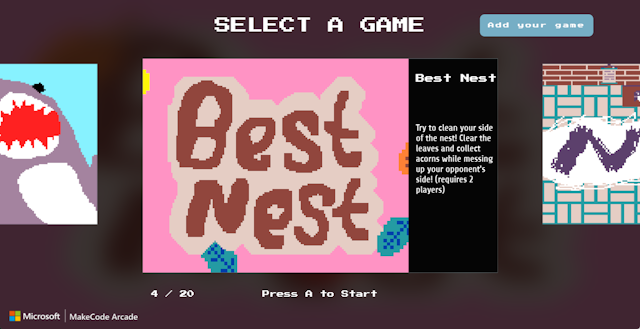 SELECT A GAME
Add your game
Best
Nest
Best Nest
Try to clean your side
of the nest! Clear the
leaves and collect
acorns while messing
up your opponent's
side! (requires 2
players)
4 / 20
Press A to Start
Microsoft | MakeCode Arcade